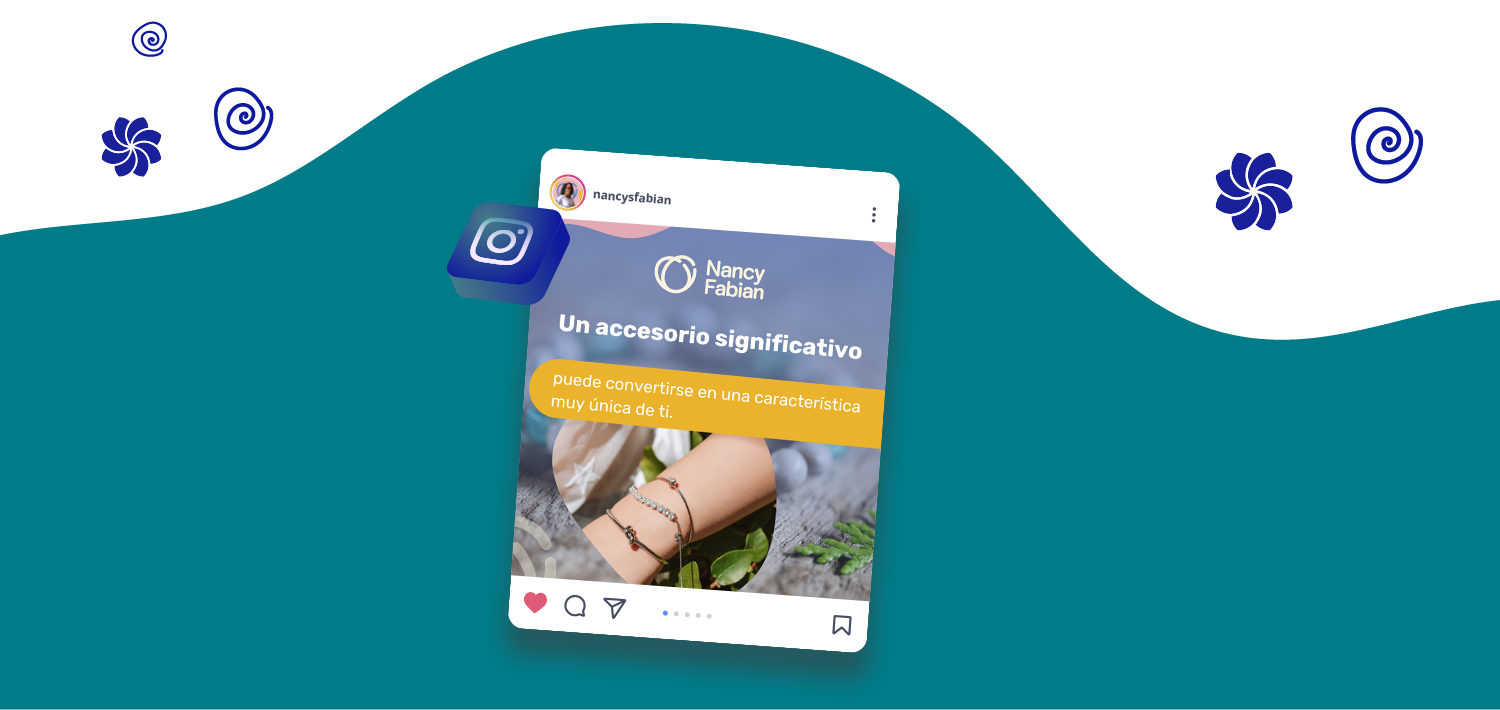 nancysfabian
Nancy
Fabian
Un accesorio significativo
puede convertirse en una característica
muy única de ti.